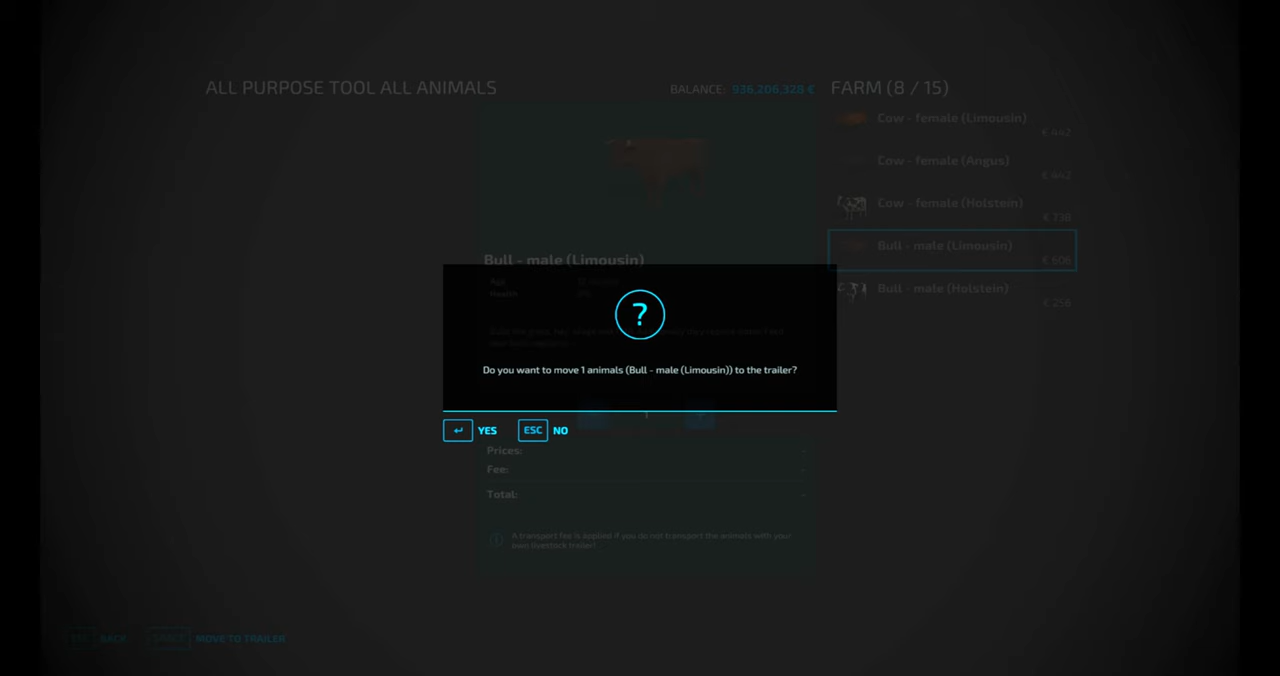 ALL PURPOSE TOOL ALL ANIMALS
BALANCE: 936,206,328 €
FARM (8 / 15)
Cow - female (Limousin)
€ 442
Cow - female (Angus)
€ 442
Cow - female (Holstein)
€ 738
Bull - male (Limousin)
€ 606
Bull - male (Holstein)
€ 258
Bull - male (Limousin)
Age
Health
?
Do you want to move 1 animals (Bull - male (Limousin)) to the trailer?
1
YES
ESC NO
Prices: -
Fee: -
Total: -
A transport fee is applied if you do not transport the animals with your
own livestock trailer!
BACK
MOVE TO TRAILER